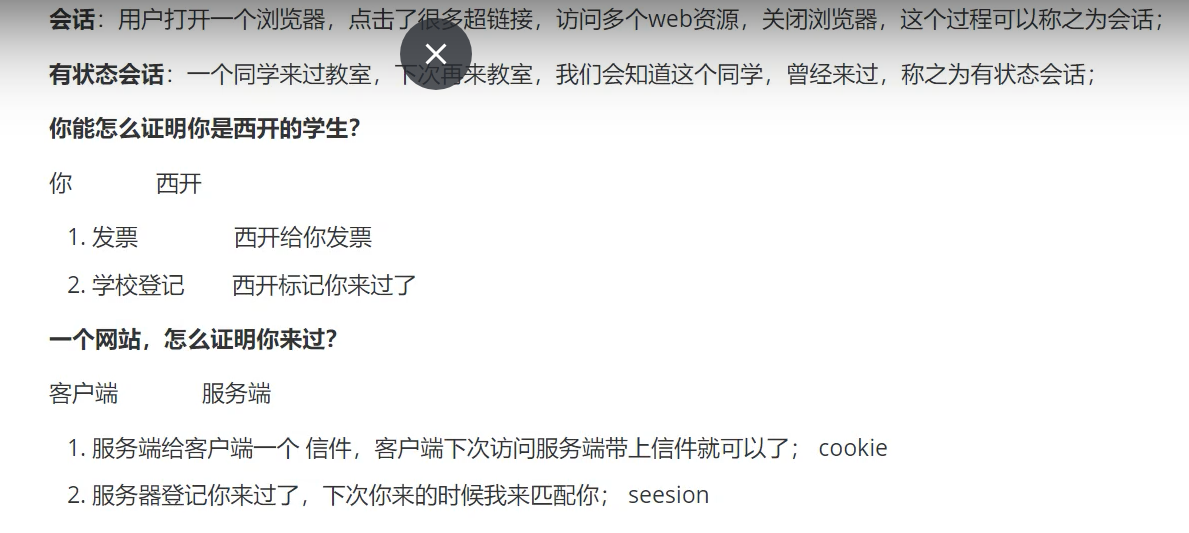 会话：用户打开一个浏览器，点击了很多超链接，访问多个web资源，关闭浏览器，这个过程可以称之为会话；
有状态会话：一个同学来过教室，下次再来教室，我们会知道这个同学，曾经来过，称之为有状态会话；
你能怎么证明你是西开的学生？
你 西开
1. 发票 西开给你发票
2. 学校登记 西开标记你来过了
一个网站，怎么证明你来过？
客户端 服务端
1. 服务端给客户端一个 信件，客户端下次访问服务端带上信件就可以了； cookie
2. 服务器登记你来过了，下次你来的时候我来匹配你； seesion